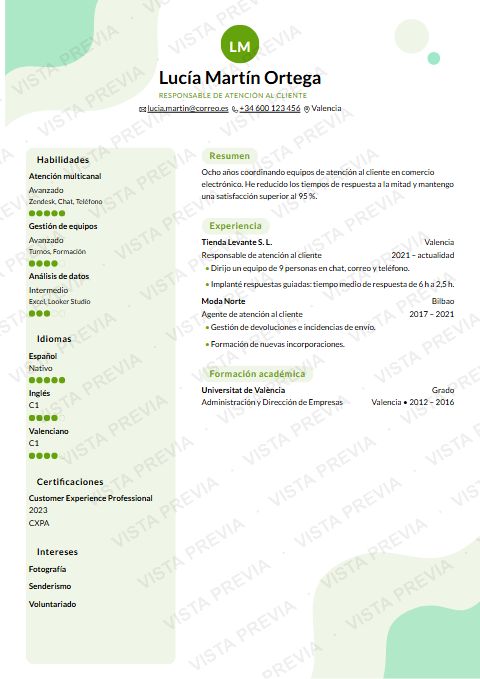 LM
Lucía Martín Ortega
RESPONSABLE DE ATENCIÓN AL CLIENTE
lucia.martin@correo.es +34 600 123 456 Valencia
Habilidades
Atención multicanal
Avanzado
Zendesk, Chat, Teléfono
Gestión de equipos
Avanzado
Turnos, Formación
Análisis de datos
Intermedio
Excel, Looker Studio
Idiomas
Español
Nativo
Inglés
C1
Valenciano
C1
Certificaciones
Customer Experience Professional
2023
CXPA
Intereses
Fotografía
Senderismo
Voluntariado
Resumen
Ocho años coordinando equipos de atención al cliente en comercio
electrónico. He reducido los tiempos de respuesta a la mitad y mantengo
una satisfacción superior al 95 %.
Experiencia
Tienda Levante S. L. Valencia
Responsable de atención al cliente 2021 – actualidad
• Dirijo un equipo de 9 personas en chat, correo y teléfono.
• Implanté respuestas guiadas: tiempo medio de respuesta de 6 h a 2,5 h.
Moda Norte Bilbao
Agente de atención al cliente 2017 – 2021
• Gestión de devoluciones e incidencias de envío.
• Formación de nuevas incorporaciones.
Formación académica
Universitat de València Grado
Administración y Dirección de Empresas Valencia • 2012 – 2016
VISTA PREVIA